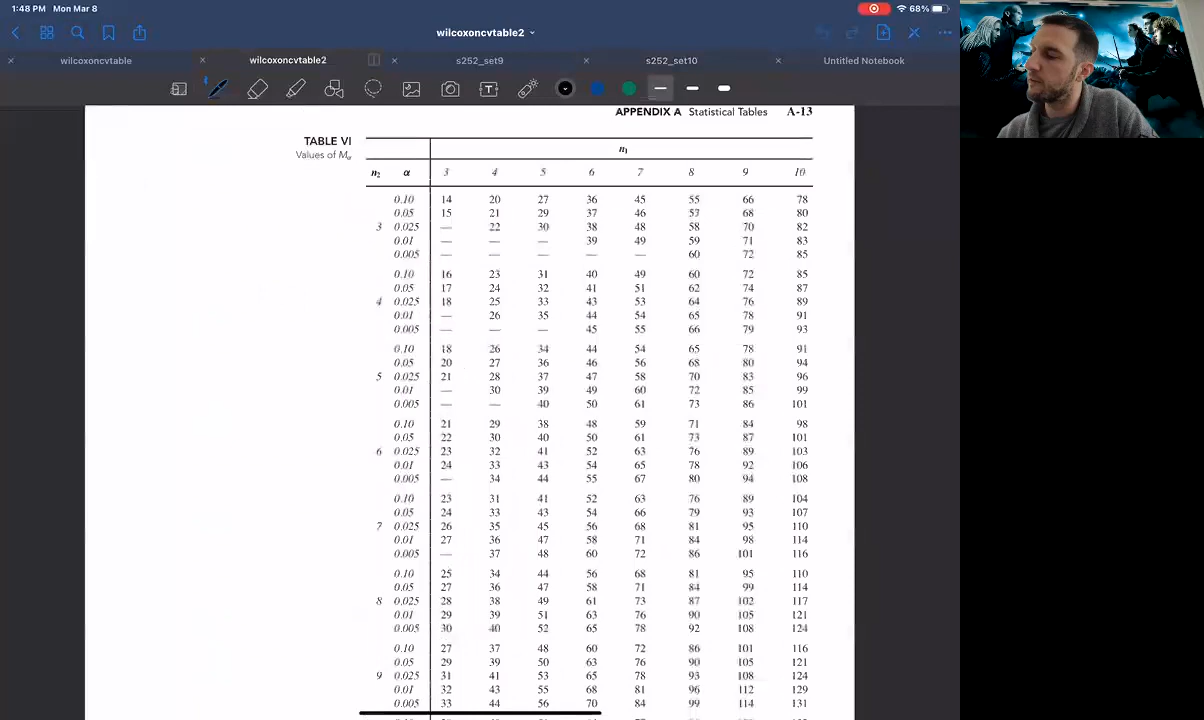 1:48 PM Mon Mar 8
68%
wilcoxoncvtable2
wilcoxoncvtable
wilcoxoncvtable2
s252_set9
s252_set10
Untitled Notebook
APPENDIX A Statistical Tables A-13
TABLE VI
Values of Mα
n1
n2 α 3 4 5 6 7 8 9 10
0.10 14 20 27 36 45 55 66 78
0.05 15 21 29 37 46 57 68 80
3 0.025 — 22 30 38 48 58 70 82
0.01 — — — 39 49 59 71 83
0.005 — — — — — 60 72 85
0.10 16 23 31 40 49 60 72 85
0.05 17 24 32 41 51 62 74 87
4 0.025 18 25 33 43 53 64 76 89
0.01 — 26 35 44 54 65 78 91
0.005 — — — 45 55 66 79 93
0.10 18 26 34 44 54 65 78 91
0.05 20 27 36 46 56 68 80 94
5 0.025 21 28 37 47 58 70 83 96
0.01 — 30 39 49 60 72 85 99
0.005 — — 40 50 61 73 86 101
0.10 21 29 38 48 59 71 84 98
0.05 22 30 40 50 61 73 87 101
6 0.025 23 32 41 52 63 76 89 103
0.01 24 33 43 54 65 78 92 106
0.005 — 34 44 55 67 80 94 108
0.10 23 31 41 52 63 76 89 104
0.05 24 33 43 54 66 79 93 107
7 0.025 26 35 45 56 68 81 95 110
0.01 27 36 47 58 71 84 98 114
0.005 — 37 48 60 72 86 101 116
0.10 25 34 44 56 68 81 95 110
0.05 27 36 47 58 71 84 99 114
8 0.025 28 38 49 61 73 87 102 117
0.01 29 39 51 63 76 90 105 121
0.005 30 40 52 65 78 92 108 124
0.10 27 37 48 60 72 86 101 116
0.05 29 39 50 63 76 90 105 121
9 0.025 31 41 53 65 78 93 108 124
0.01 32 43 55 68 81 96 112 129
0.005 33 44 56 70 84 99 114 131